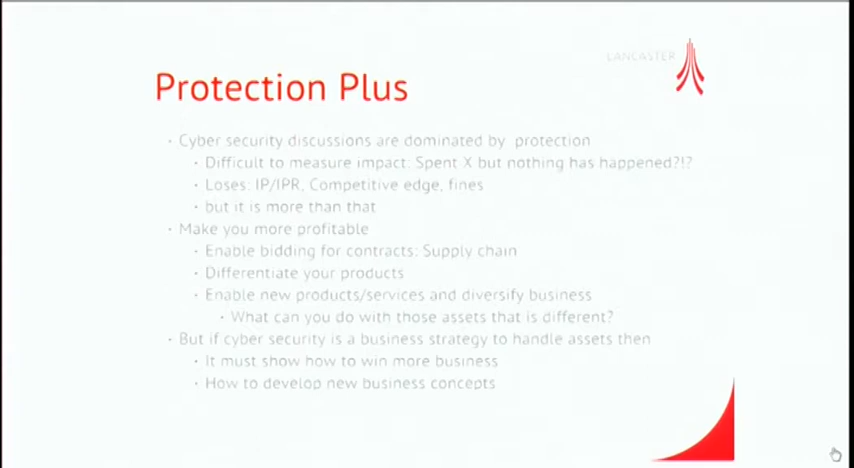 LANCASTER
Protection Plus
· Cyber security discussions are dominated by protection
· Difficult to measure impact: Spent X but nothing has happened?!?
· Loses: IP/IPR, Competitive edge, fines
· but it is more than that
· Make you more profitable
· Enable bidding for contracts: Supply chain
· Differentiate your products
· Enable new products/services and diversify business
· What can you do with those assets that is different?
· But if cyber security is a business strategy to handle assets then
· It must show how to win more business
· How to develop new business concepts